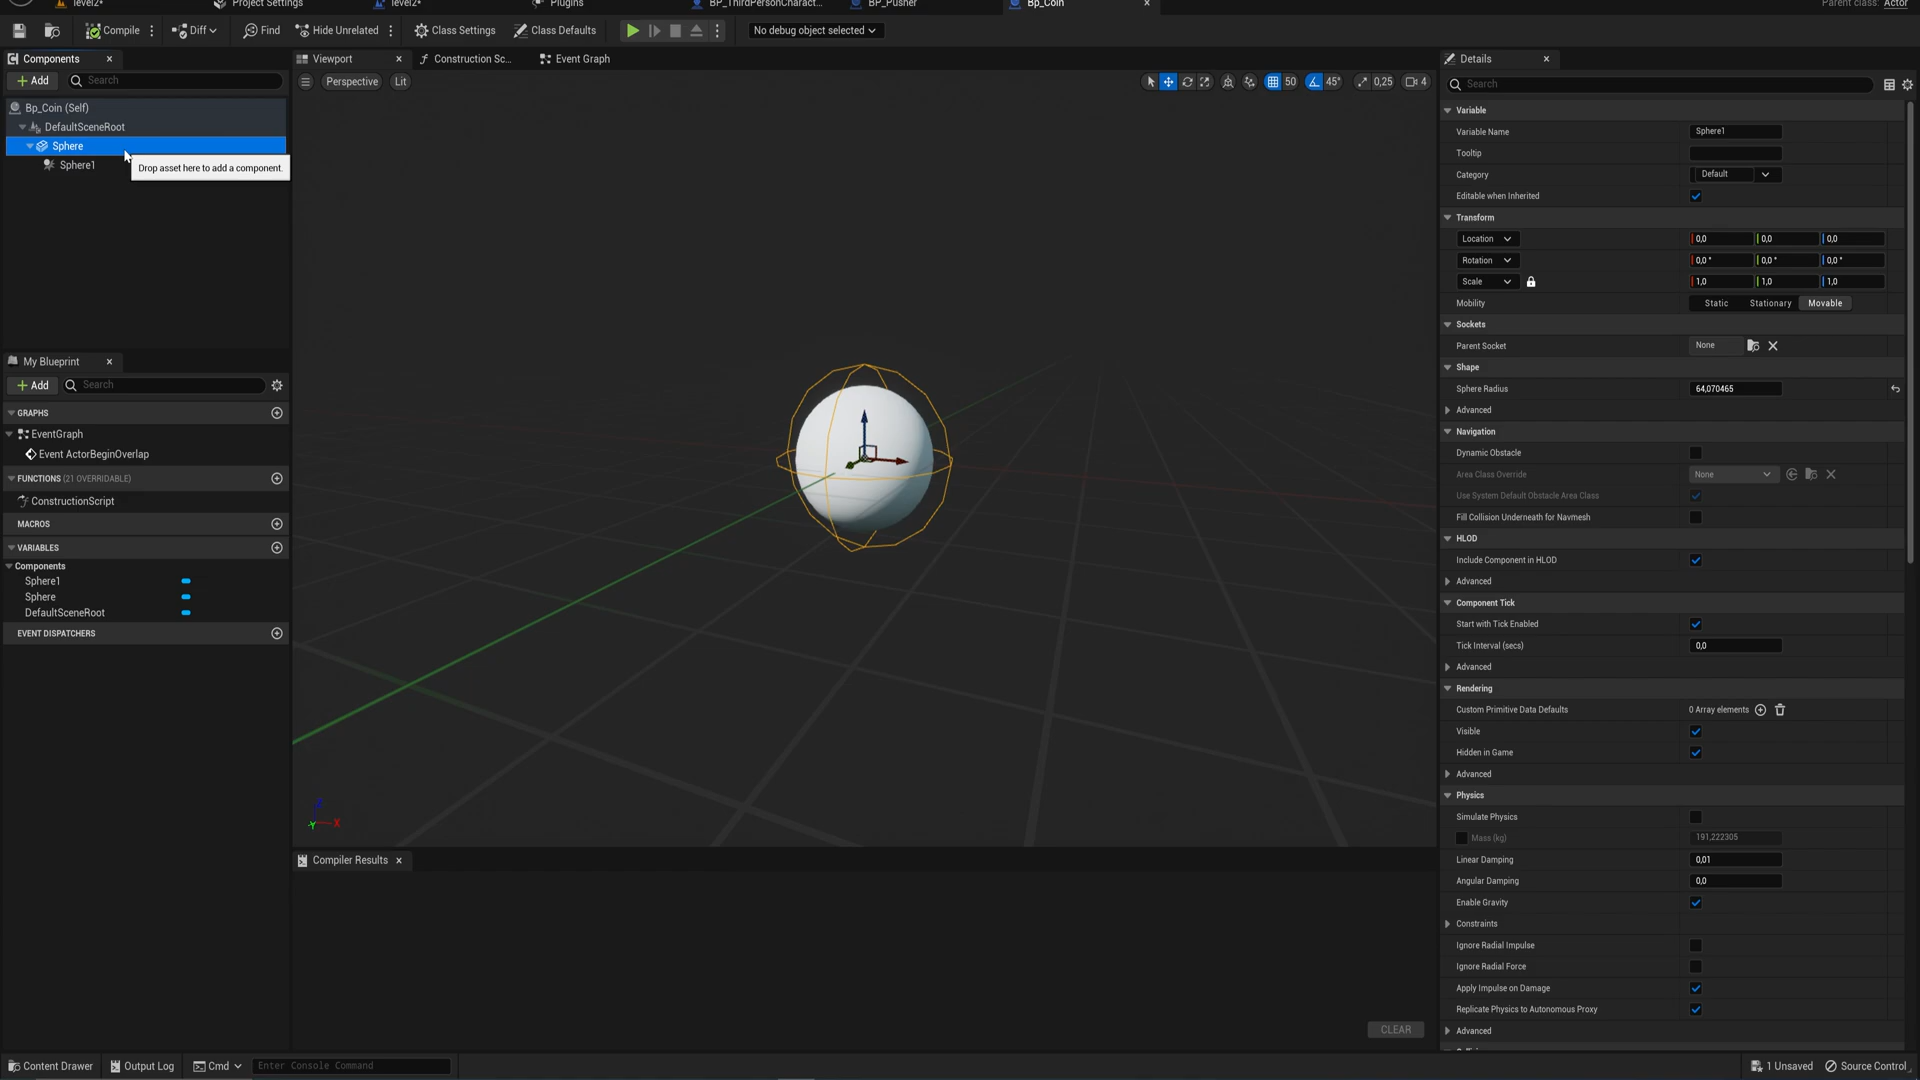 level2*
Project Settings
level2*
Plugins
BP_ThirdPersonCharact...
BP_Pusher
Bp_Coin
Parent class: Actor
Compile
Diff
Find
Hide Unrelated
Class Settings
Class Defaults
No debug object selected
Components
Viewport
Construction Sc...
Event Graph
Details
Add
Search
Perspective
Lit
50
45°
0,25
4
Search
Bp_Coin (Self)
DefaultSceneRoot
Sphere
Sphere1
Drop asset here to add a component.
My Blueprint
Add
Search
GRAPHS
EventGraph
Event ActorBeginOverlap
FUNCTIONS (21 OVERRIDABLE)
ConstructionScript
MACROS
VARIABLES
Components
Sphere1
Sphere
DefaultSceneRoot
EVENT DISPATCHERS
Z
Y
X
Compiler Results
CLEAR
Variable
Variable Name
Sphere1
Tooltip
Category
Default
Editable when Inherited
Transform
Location
0,0
0,0
0,0
Rotation
0,0 °
0,0 °
0,0 °
Scale
1,0
1,0
1,0
Mobility
Static
Stationary
Movable
Sockets
Parent Socket
None
Shape
Sphere Radius
64,070465
Advanced
Navigation
Dynamic Obstacle
Area Class Override
None
Use System Default Obstacle Area Class
Fill Collision Underneath for Navmesh
HLOD
Include Component in HLOD
Advanced
Component Tick
Start with Tick Enabled
Tick Interval (secs)
0,0
Advanced
Rendering
Custom Primitive Data Defaults
0 Array elements
Visible
Hidden in Game
Advanced
Physics
Simulate Physics
Mass (kg)
191,222305
Linear Damping
0,01
Angular Damping
0,0
Enable Gravity
Constraints
Ignore Radial Impulse
Ignore Radial Force
Apply Impulse on Damage
Replicate Physics to Autonomous Proxy
Advanced
Content Drawer
Output Log
Cmd
Enter Console Command
1 Unsaved
Source Control